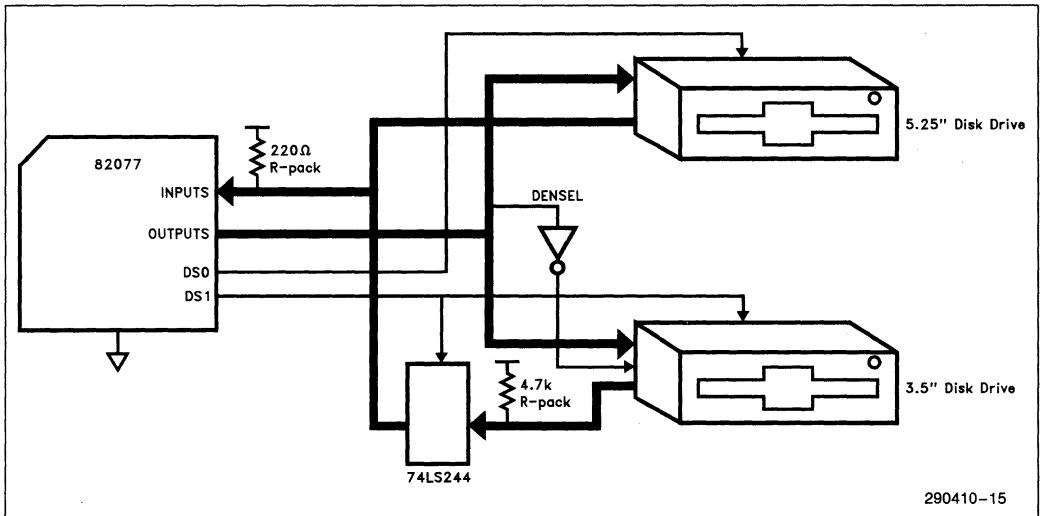 82077
220Ω
R-pack
INPUTS
OUTPUTS
DS0
DS1
DENSEL
5.25" Disk Drive
4.7k
R-pack
3.5" Disk Drive
74LS244
290410-15